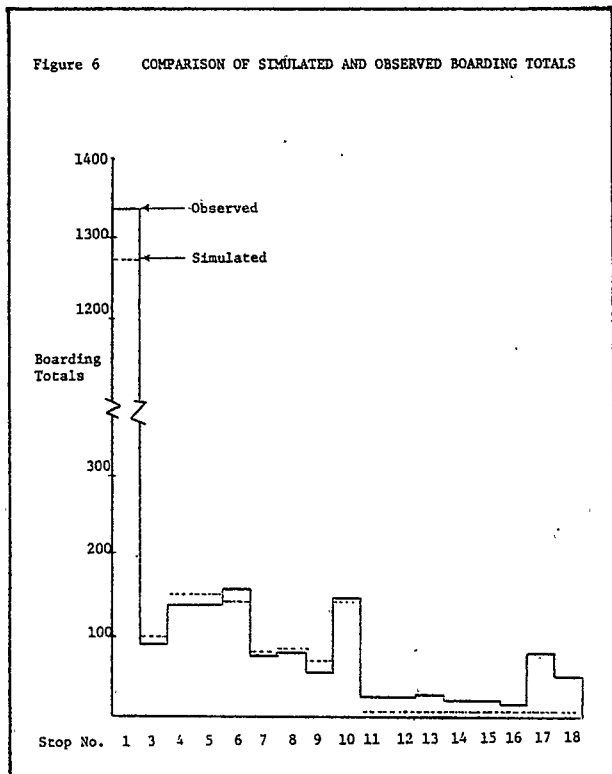 Figure 6 COMPARISON OF SIMULATED AND OBSERVED BOARDING TOTALS
1400
Observed
1300
Simulated
1200
Boarding
Totals
300
200
100
Stop No. 1 3 4 5 6 7 8 9 10 11 12 13 14 15 16 17 18